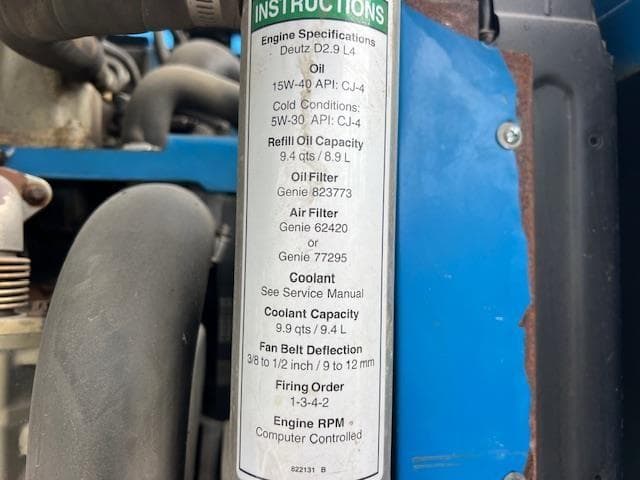 INSTRUCTIONS
Engine Specifications
Deutz D2.9 L4
Oil
15W-40 API: CJ-4
Cold Conditions:
5W-30 API: CJ-4
Refill Oil Capacity
9.4 qts / 8.9 L
Oil Filter
Genie 823773
Air Filter
Genie 62420
or
Genie 77295
Coolant
See Service Manual
Coolant Capacity
9.9 qts / 9.4 L
Fan Belt Deflection
3/8 to 1/2 inch / 9 to 12 mm
Firing Order
1-3-4-2
Engine RPM
Computer Controlled
822131 B